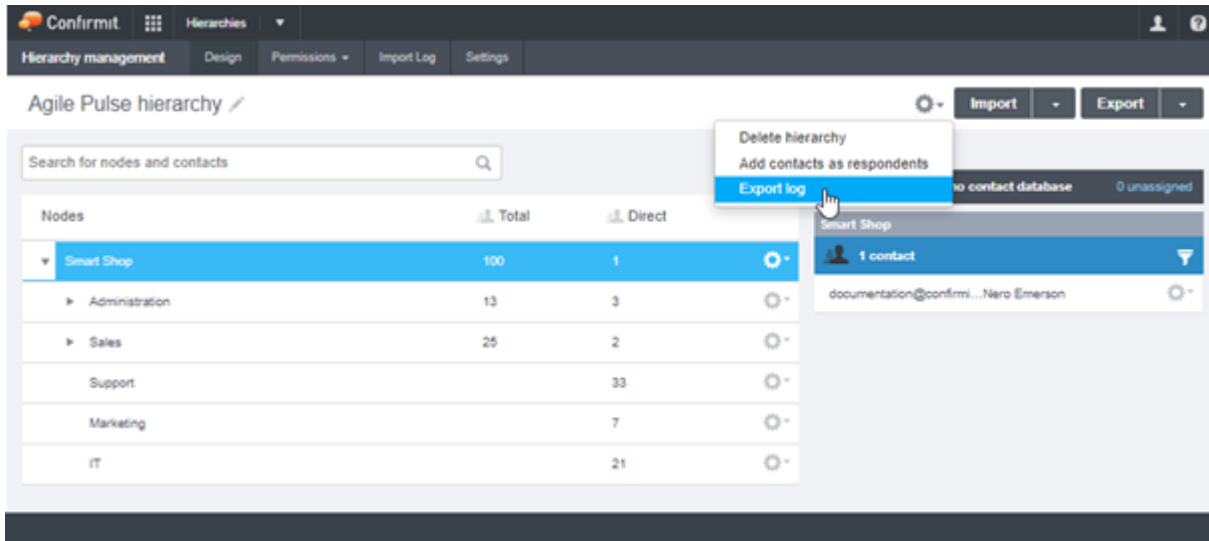 Confirmit. Hierarchies
Hierarchy management Design Permissions Import Log Settings
Agile Pulse hierarchy Import Export
Delete hierarchy
Add contacts as respondents
Export log
Search for nodes and contacts
no contact database 0 unassigned
Nodes Total Direct
Smart Shop
Smart Shop 100 1
1 contact
Administration 13 3
documentation@confirmi...Nero Emerson
Sales 25 2
Support 33
Marketing 7
IT 21